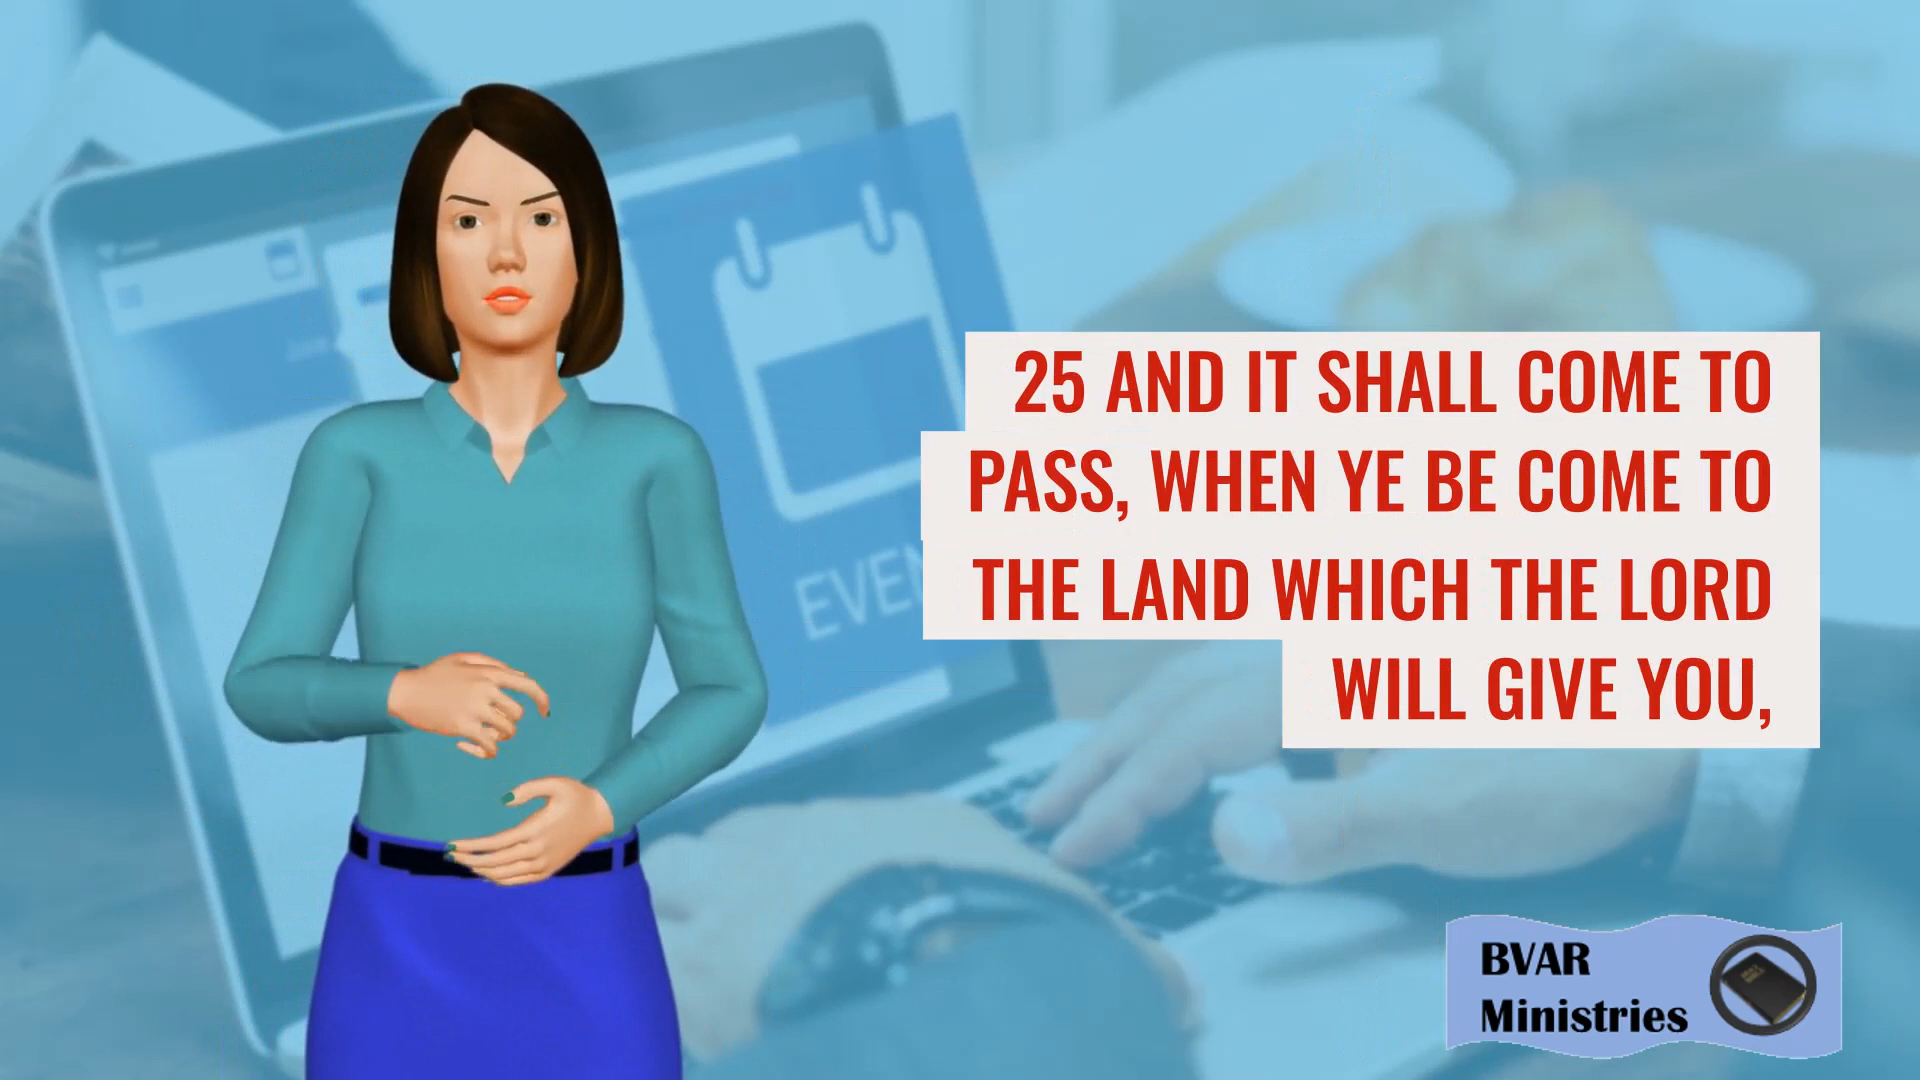 25 AND IT SHALL COME TO
PASS, WHEN YE BE COME TO
THE LAND WHICH THE LORD
WILL GIVE YOU,
BVAR
Ministries